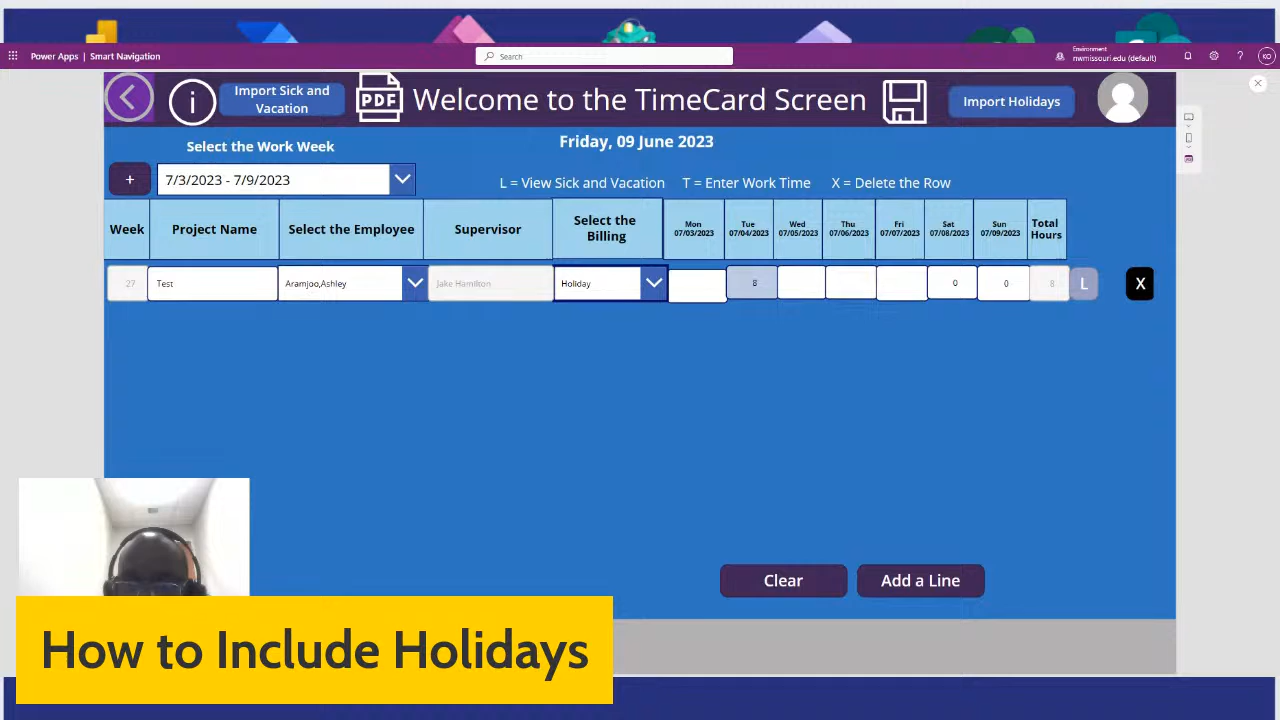 Power Apps | Smart Navigation
Search
Environment
nwmissouri.edu (default)
KO
Import Sick and
Vacation
PDF
Welcome to the TimeCard Screen
Import Holidays
Select the Work Week
Friday, 09 June 2023
+
7/3/2023 - 7/9/2023
L = View Sick and Vacation T = Enter Work Time X = Delete the Row
Week
Project Name
Select the Employee
Supervisor
Select the
Billing
Mon
07/03/2023
Tue
07/04/2023
Wed
07/05/2023
Thu
07/06/2023
Fri
07/07/2023
Sat
07/08/2023
Sun
07/09/2023
Total
Hours
27 Test Aramjoo,Ashley Jake Hamilton Holiday 8 0 0 8 L X
Clear
Add a Line
How to Include Holidays